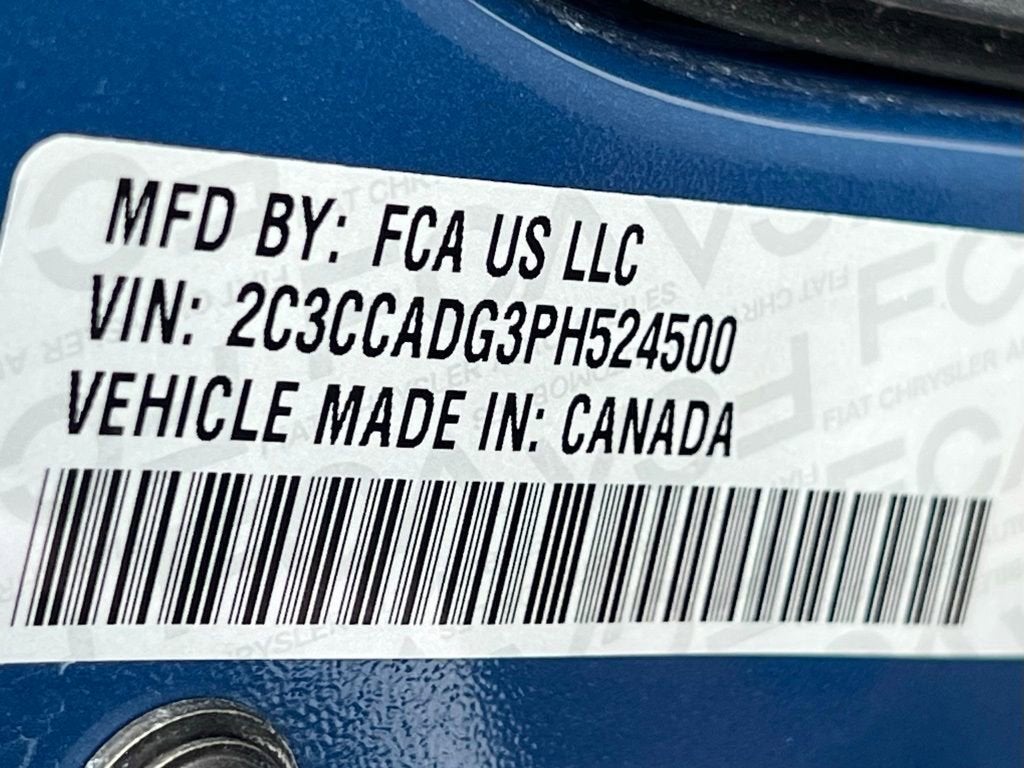 MFD BY: FCA US LLC
VIN: 2C3CCADG3PH524500
VEHICLE MADE IN: CANADA